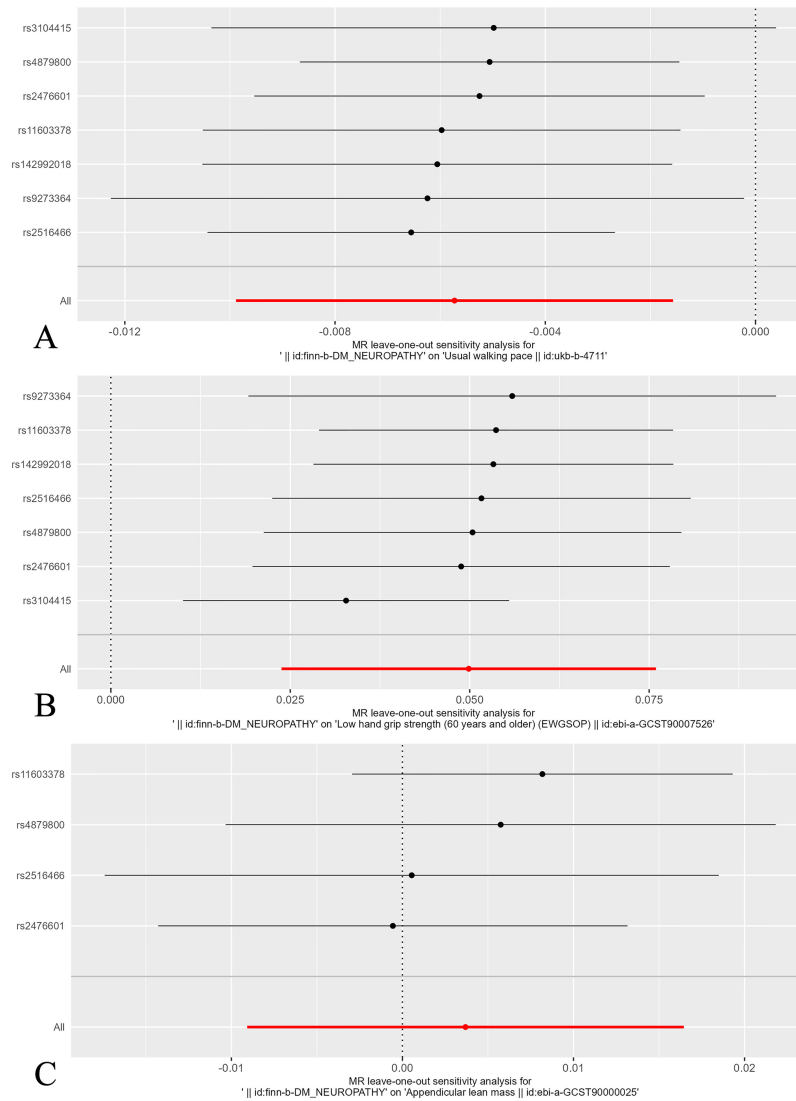 rs3104415
rs4879800
rs2476601
rs11603378
rs142992018
rs9273364
rs2516466
All
-0.012 -0.008 -0.004 0.000
A
MR leave-one-out sensitivity analysis for
' || id:finn-b-DM_NEUROPATHY' on 'Usual walking pace || id:ukb-b-4711'
rs9273364
rs11603378
rs142992018
rs2516466
rs4879800
rs2476601
rs3104415
All
0.000 0.025 0.050 0.075
B
MR leave-one-out sensitivity analysis for
' || id:finn-b-DM_NEUROPATHY' on 'Low hand grip strength (60 years and older) (EWGSOP) || id:ebi-a-GCST90007526'
rs11603378
rs4879800
rs2516466
rs2476601
All
-0.01 0.00 0.01 0.02
C
MR leave-one-out sensitivity analysis for
' || id:finn-b-DM_NEUROPATHY' on 'Appendicular lean mass || id:ebi-a-GCST90000025'